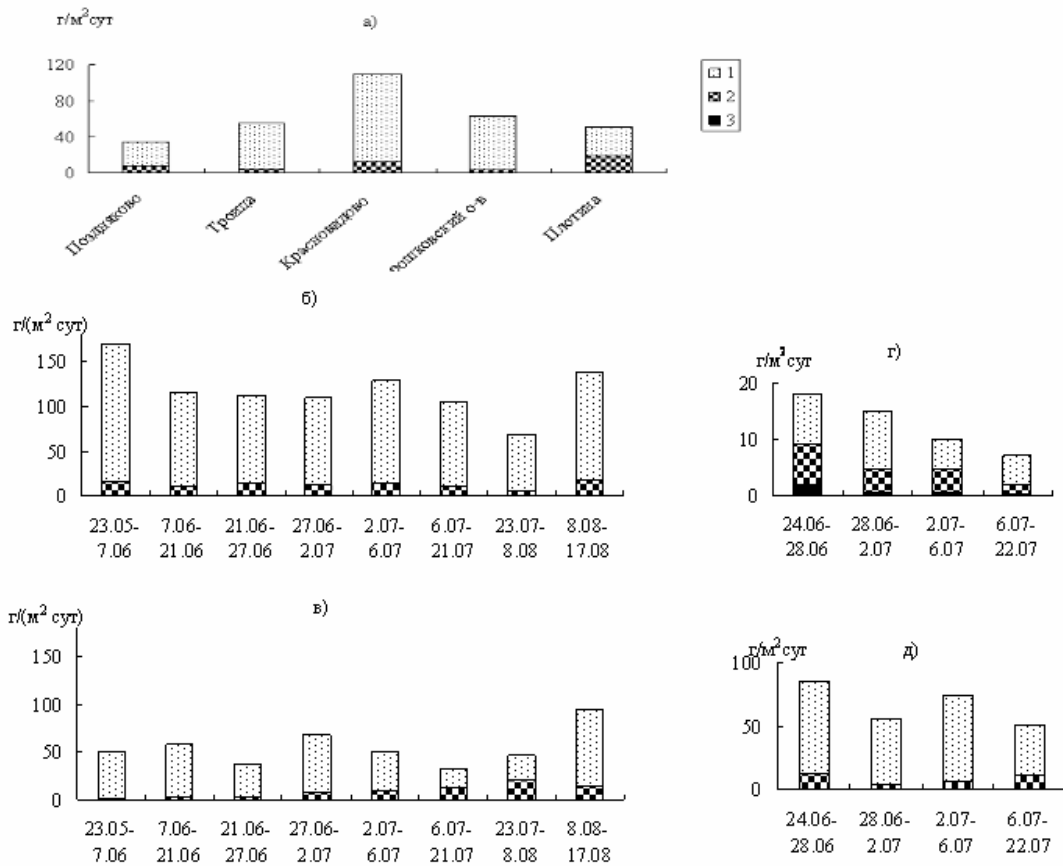 г/м²сут
а)
120
80
40
0
1
2
3
Поздняково
Троица
Красновидово
ошковский о-в
Плотина
б)
г/(м² сут)
150
100
50
0
23.05- 7.06- 21.06- 27.06- 2.07- 6.07- 23.07- 8.08-
7.06 21.06 27.06 2.07 6.07 21.07 8.08 17.08
г)
г/м²сут
20
10
0
24.06- 28.06- 2.07- 6.07-
28.06 2.07 6.07 22.07
в)
г/(м² сут)
150
100
50
0
23.05- 7.06- 21.06- 27.06- 2.07- 6.07- 23.07- 8.08-
7.06 21.06 27.06 2.07 6.07 21.07 8.08 17.08
д)
г/м²сут
100
50
0
24.06- 28.06- 2.07- 6.07-
28.06 2.07 6.07 22.07